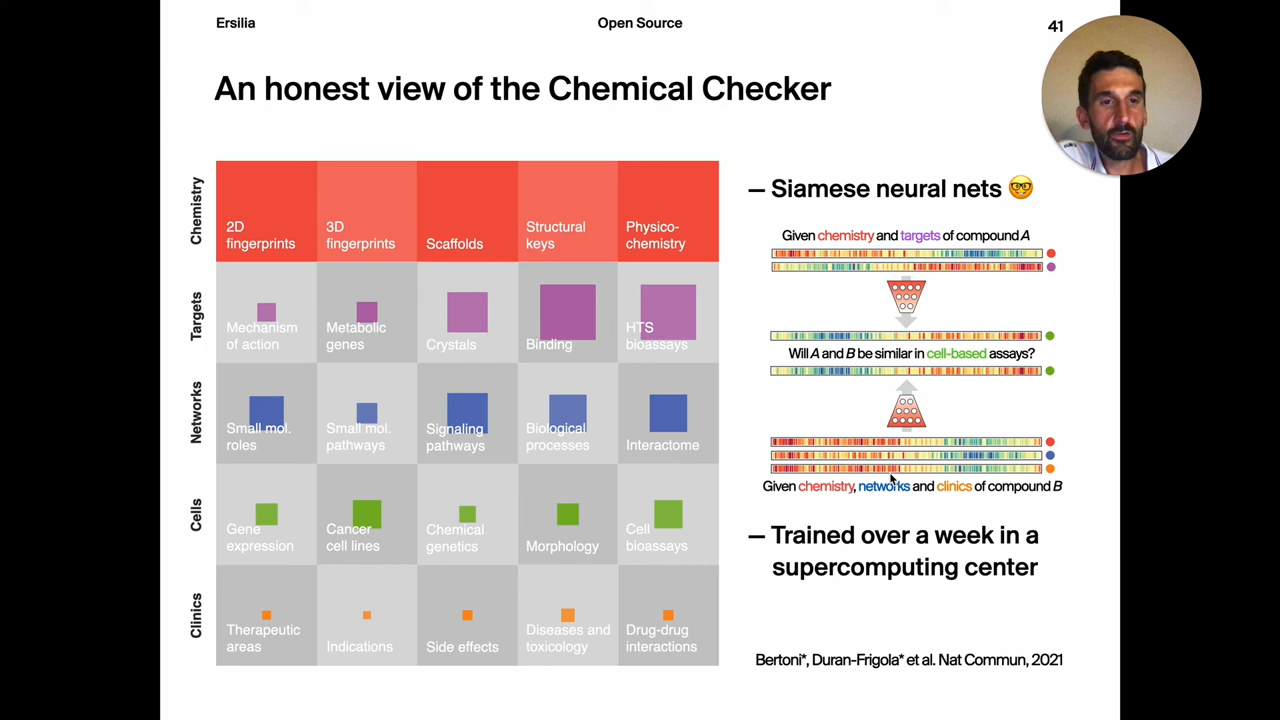 Ersilia
Open Source
41
An honest view of the Chemical Checker
Chemistry
2D
fingerprints
3D
fingerprints
Scaffolds
Structural
keys
Physico-
chemistry
Targets
Mechanism
of action
Metabolic
genes
Crystals
Binding
HTS
bioassays
Networks
Small mol.
roles
Small mol.
pathways
Signaling
pathways
Biological
processes
Interactome
Cells
Gene
expression
Cancer
cell lines
Chemical
genetics
Morphology
Cell
bioassays
Clinics
Therapeutic
areas
Indications
Side effects
Diseases and
toxicology
Drug-drug
interactions
— Siamese neural nets 🤓
Given chemistry and targets of compound A
Will A and B be similar in cell-based assays?
Given chemistry, networks and clinics of compound B
— Trained over a week in a
supercomputing center
Bertoni*, Duran-Frigola* et al. Nat Commun, 2021